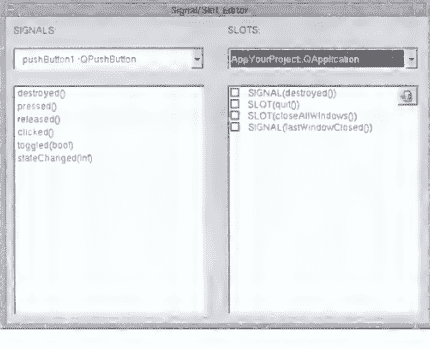 Signal/Slot Editor
SIGNALS:
SLOTS:
pushButton1 -QPushButton
AppYourProject:.QApplication
destroyed()
pressed()
released()
clicked()
toggled(bool)
stateChanged(int)
SIGNAL(destroyed())
SLOT(quit())
SLOT(closeAllWindows())
SIGNAL(lastWindowClosed())